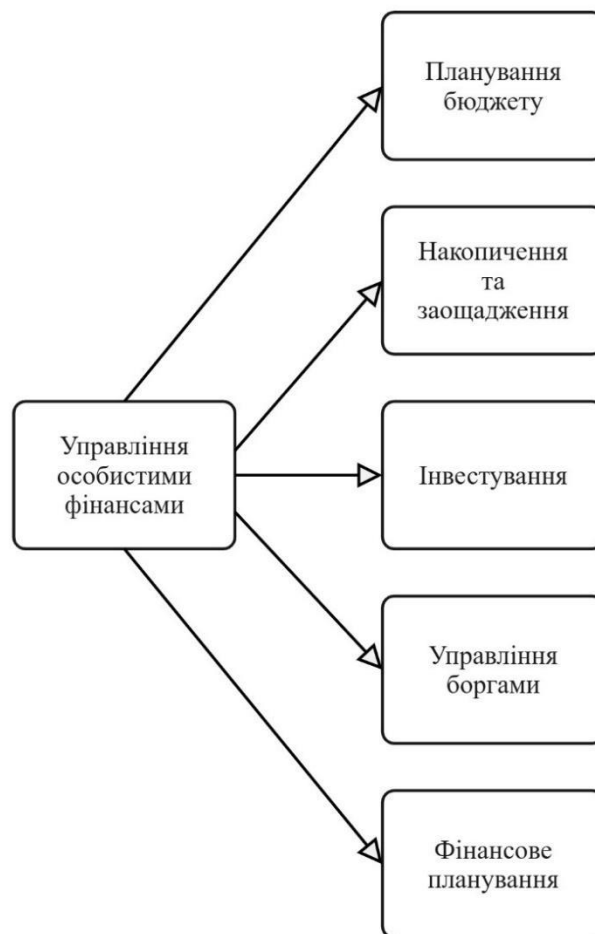 Планування
бюджету
Накопичення
та
заощадження
Управління
особистими
фінансами
Інвестування
Управління
боргами
Фінансове
планування